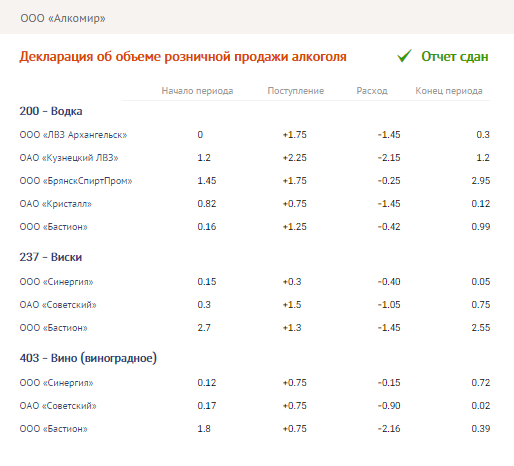 ООО «Алкомир»
Декларация об объеме розничной продажи алкоголя Отчет сдан
Начало периода Поступление Расход Конец периода
200 – Водка
ООО «ЛВЗ Архангельск» 0 +1.75 -1.45 0.3
ОАО «Кузнецкий ЛВЗ» 1.2 +2.25 -2.15 1.2
ООО «БрянскСпиртПром» 1.45 +1.75 -0.25 2.95
ОАО «Кристалл» 0.82 +0.75 -1.45 0.12
ООО «Бастион» 0.16 +1.25 -0.42 0.99
237 – Виски
ООО «Синергия» 0.15 +0.3 -0.40 0.05
ОАО «Советский» 0.3 +1.5 -1.05 0.75
ООО «Бастион» 2.7 +1.3 -1.45 2.55
403 – Вино (виноградное)
ООО «Синергия» 0.12 +0.75 -0.15 0.72
ОАО «Советский» 0.17 +0.75 -0.90 0.02
ООО «Бастион» 1.8 +0.75 -2.16 0.39